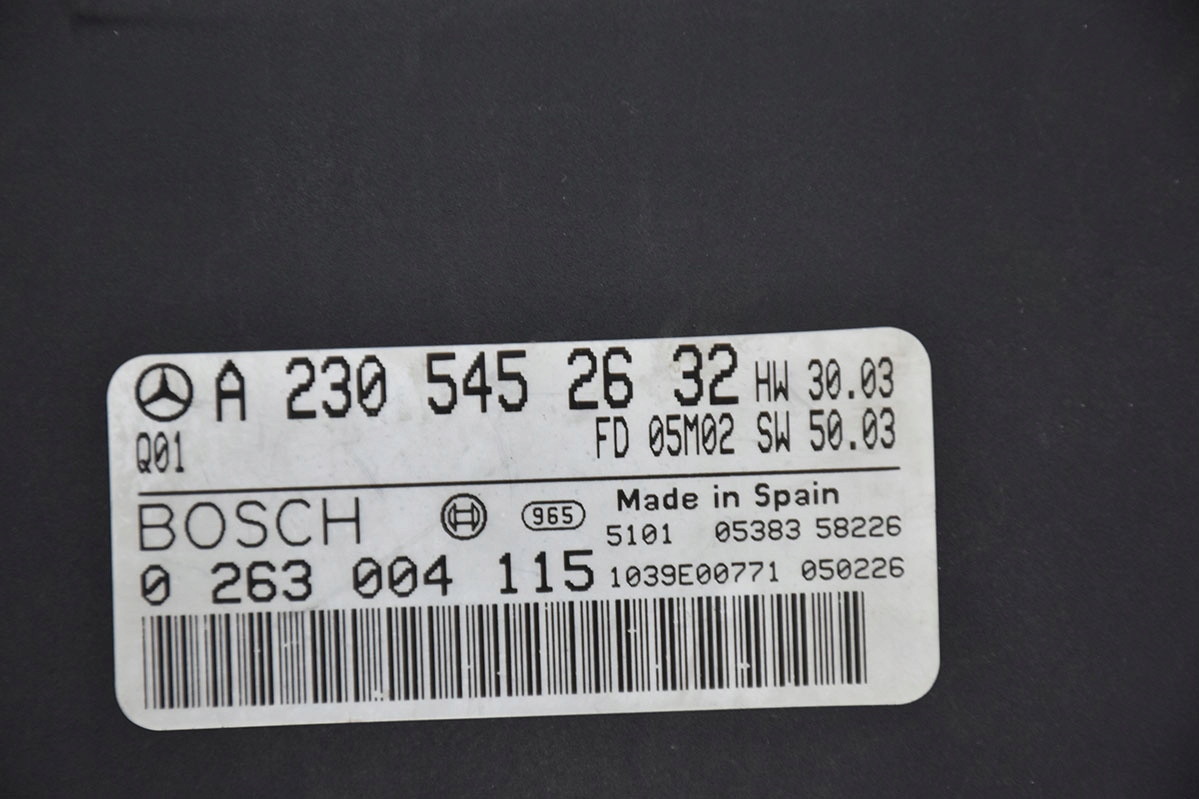 A 230 545 26 32 HW 30.03
Q01 FD 05M02 SW 50.03
BOSCH 965 Made in Spain
5101 05383 58226
0 263 004 115 1039E00771 050226